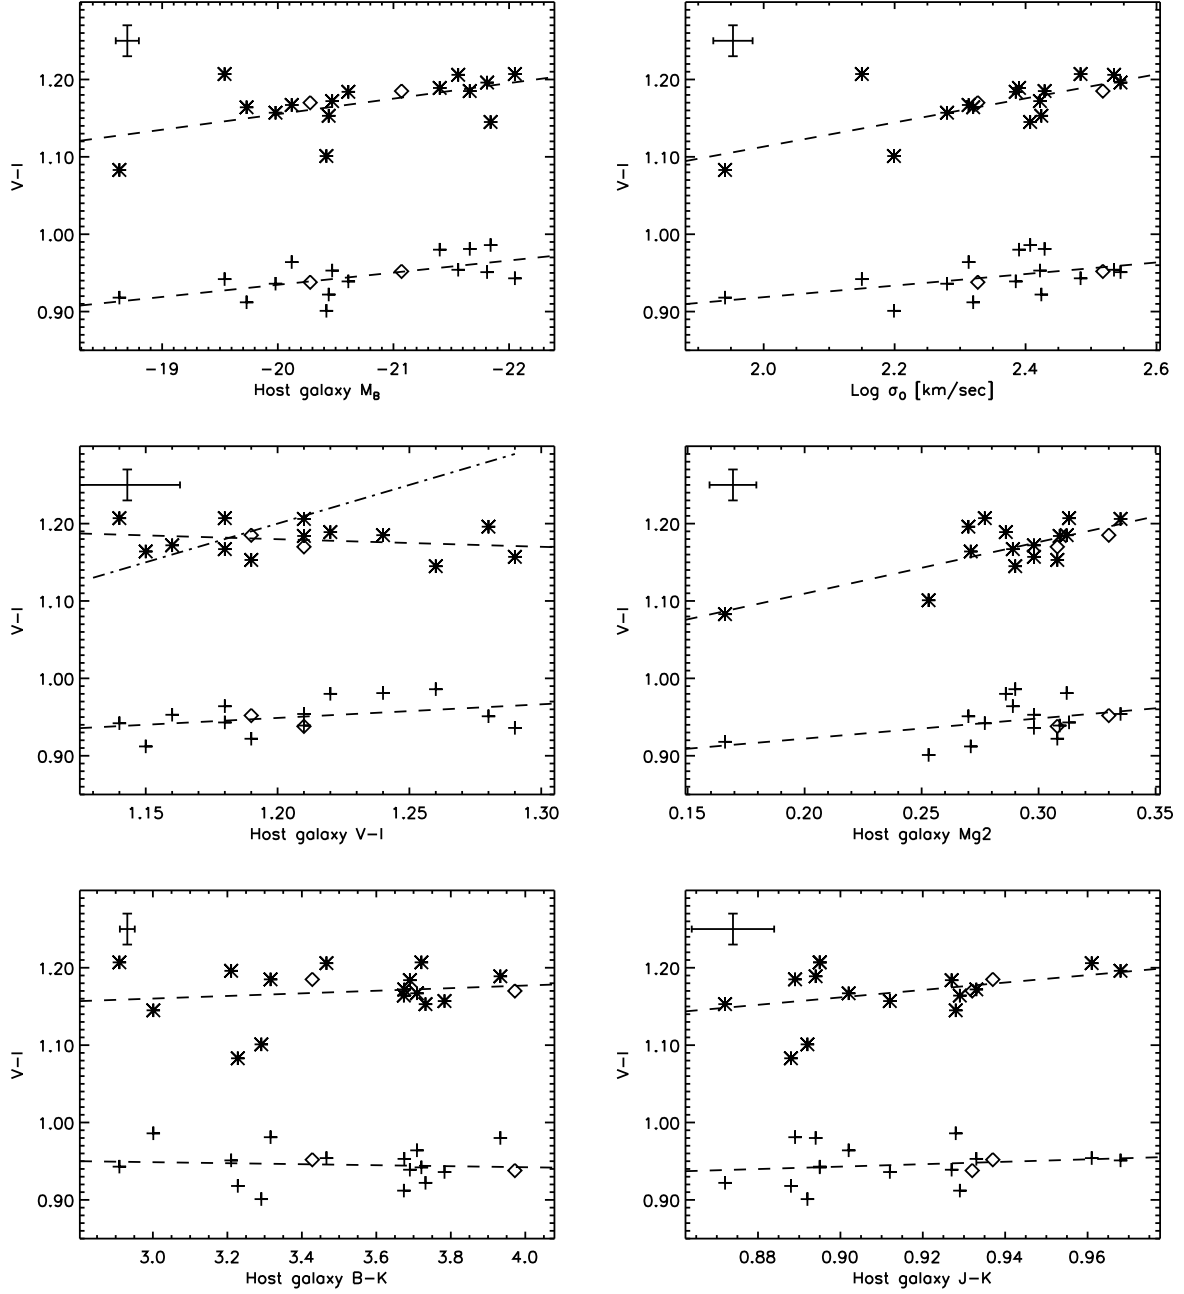 1.20
1.10
1.00
0.90
V-I
-19 -20 -21 -22
Host galaxy MB
1.20
1.10
1.00
0.90
V-I
2.0 2.2 2.4 2.6
Log σ0 [km/sec]
1.20
1.10
1.00
0.90
V-I
1.15 1.20 1.25 1.30
Host galaxy V-I
1.20
1.10
1.00
0.90
V-I
0.15 0.20 0.25 0.30 0.35
Host galaxy Mg2
1.20
1.10
1.00
0.90
V-I
3.0 3.2 3.4 3.6 3.8 4.0
Host galaxy B-K
1.20
1.10
1.00
0.90
V-I
0.88 0.90 0.92 0.94 0.96
Host galaxy J-K